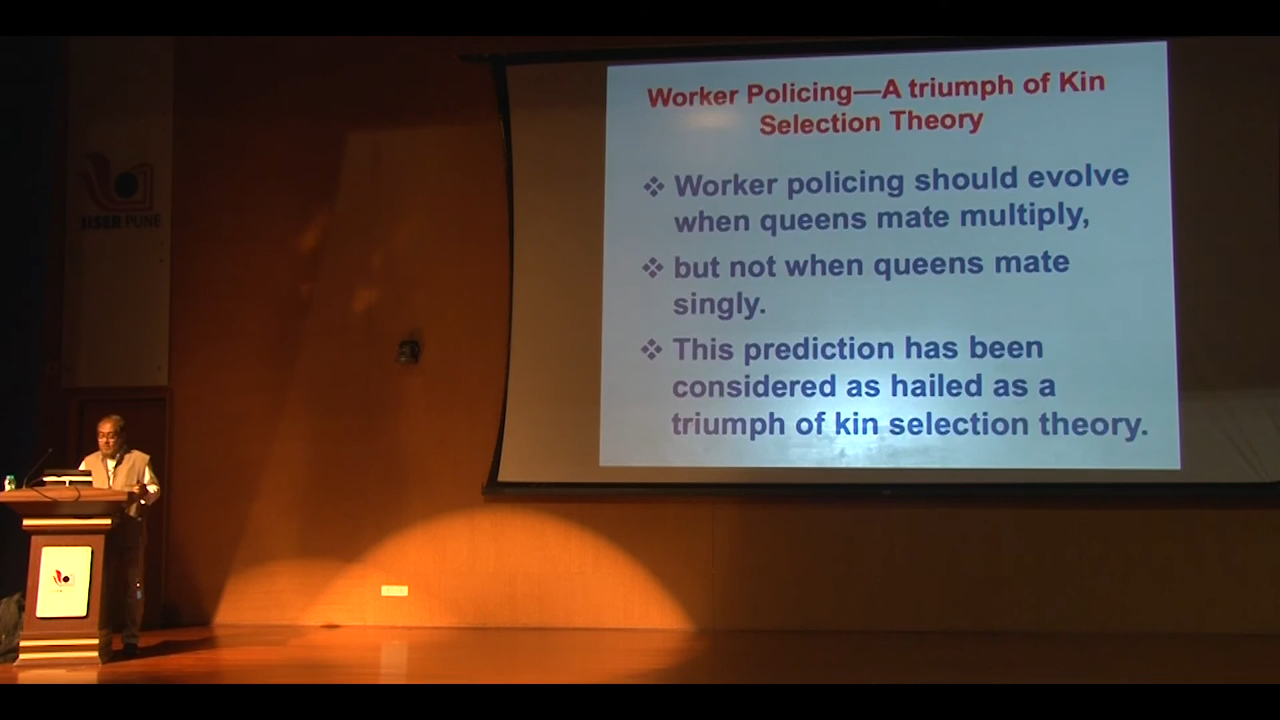 IISER PUNE
Worker Policing—A triumph of Kin
Selection Theory
❖ Worker policing should evolve
when queens mate multiply,
❖ but not when queens mate
singly.
❖ This prediction has been
considered as hailed as a
triumph of kin selection theory.